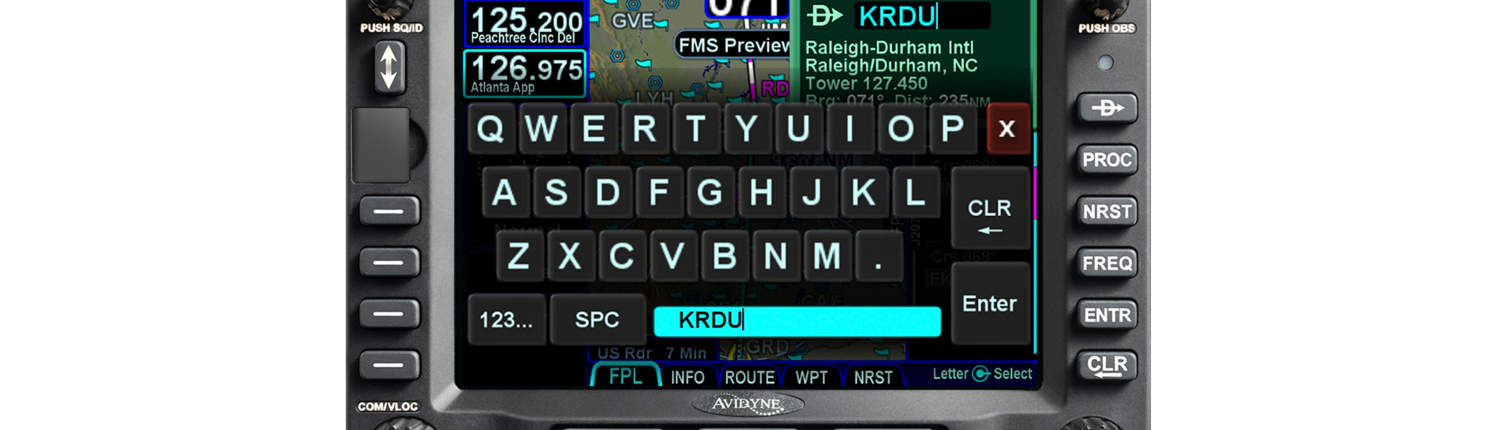 PUSH SQ/ID
125.200
Peachtree Clnc Del
126.975
Atlanta App
GVE
071
FMS Preview
LYH
RD
KRDU
Raleigh-Durham Intl
Raleigh/Durham, NC
Tower 127.450
Brg: 071° Dist: 235NM
PUSH OBS
Q W E R T Y U I O P X
A S D F G H J K L
CLR
Z X C V B N M .
123... SPC KRDU Enter
US Rdr 7 Min
GRD
FPL INFO ROUTE WPT NRST
Letter Select
D
PROC
NRST
FREQ
ENTR
CLR
COM/VLOC
AVIDYNE